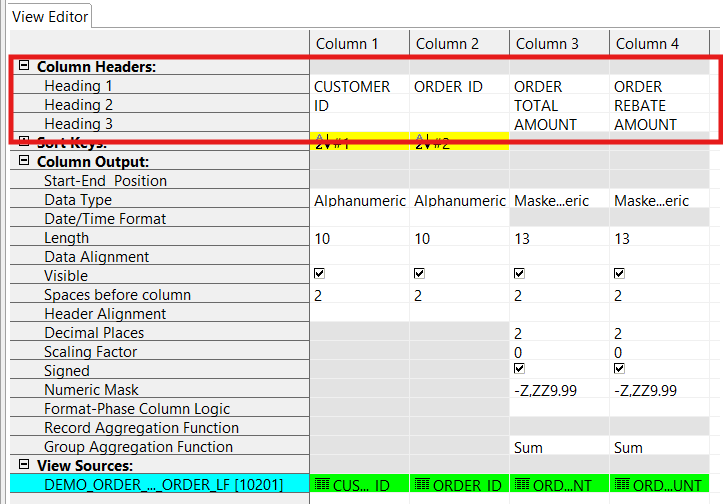 View Editor
Column 1 Column 2 Column 3 Column 4
Column Headers:
Heading 1 CUSTOMER ORDER ID ORDER ORDER
Heading 2 ID TOTAL REBATE
Heading 3 AMOUNT AMOUNT
Sort Keys: #1 #2
Column Output:
Start-End Position
Data Type Alphanumeric Alphanumeric Maske...eric Maske...eric
Date/Time Format
Length 10 10 13 13
Data Alignment
Visible
Spaces before column 2 2 2 2
Header Alignment
Decimal Places 2 2
Scaling Factor 0 0
Signed
Numeric Mask -Z,ZZ9.99 -Z,ZZ9.99
Format-Phase Column Logic
Record Aggregation Function
Group Aggregation Function Sum Sum
View Sources:
DEMO_ORDER_..._ORDER_LF [10201] CUS..._ID ORDER_ID ORD...NT ORD...UNT